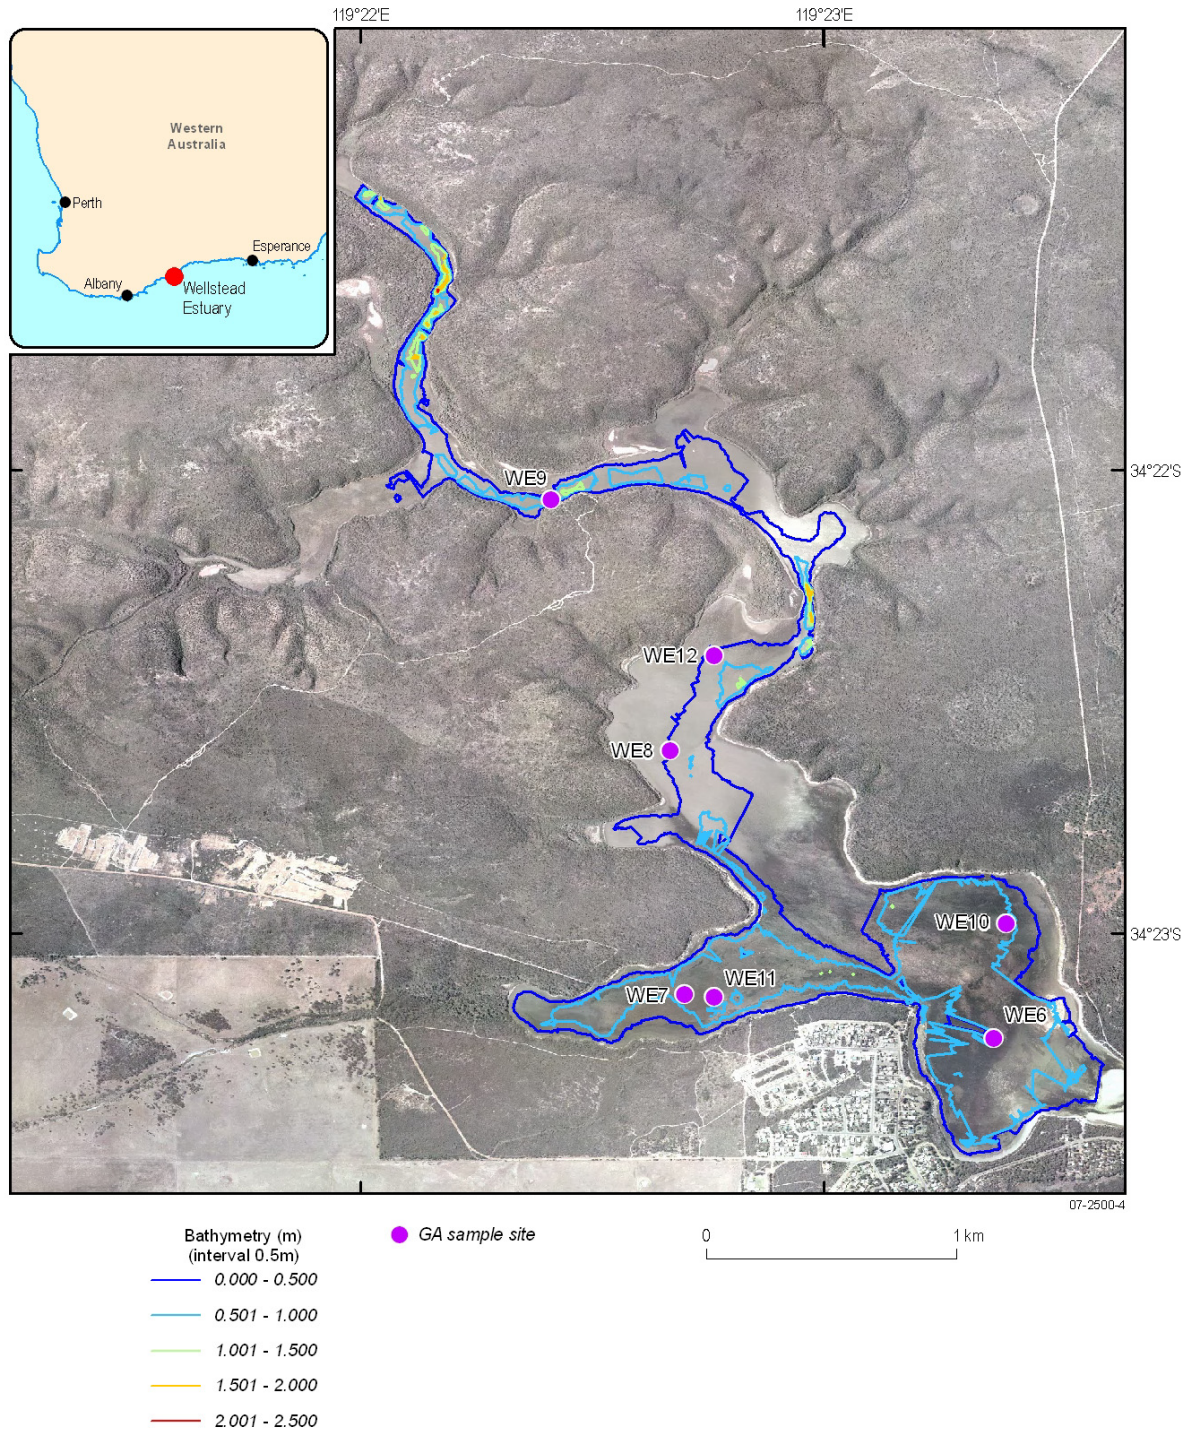 119°22'E
119°23'E
Western
Australia
Perth
Esperance
Albany
Wellstead
Estuary
WE9
34°22'S
WE12
WE8
WE10
34°23'S
WE7
WE11
WE6
07-2500-4
Bathymetry (m)
(interval 0.5m)
0.000 - 0.500
0.501 - 1.000
1.001 - 1.500
1.501 - 2.000
2.001 - 2.500
GA sample site
0
1 km